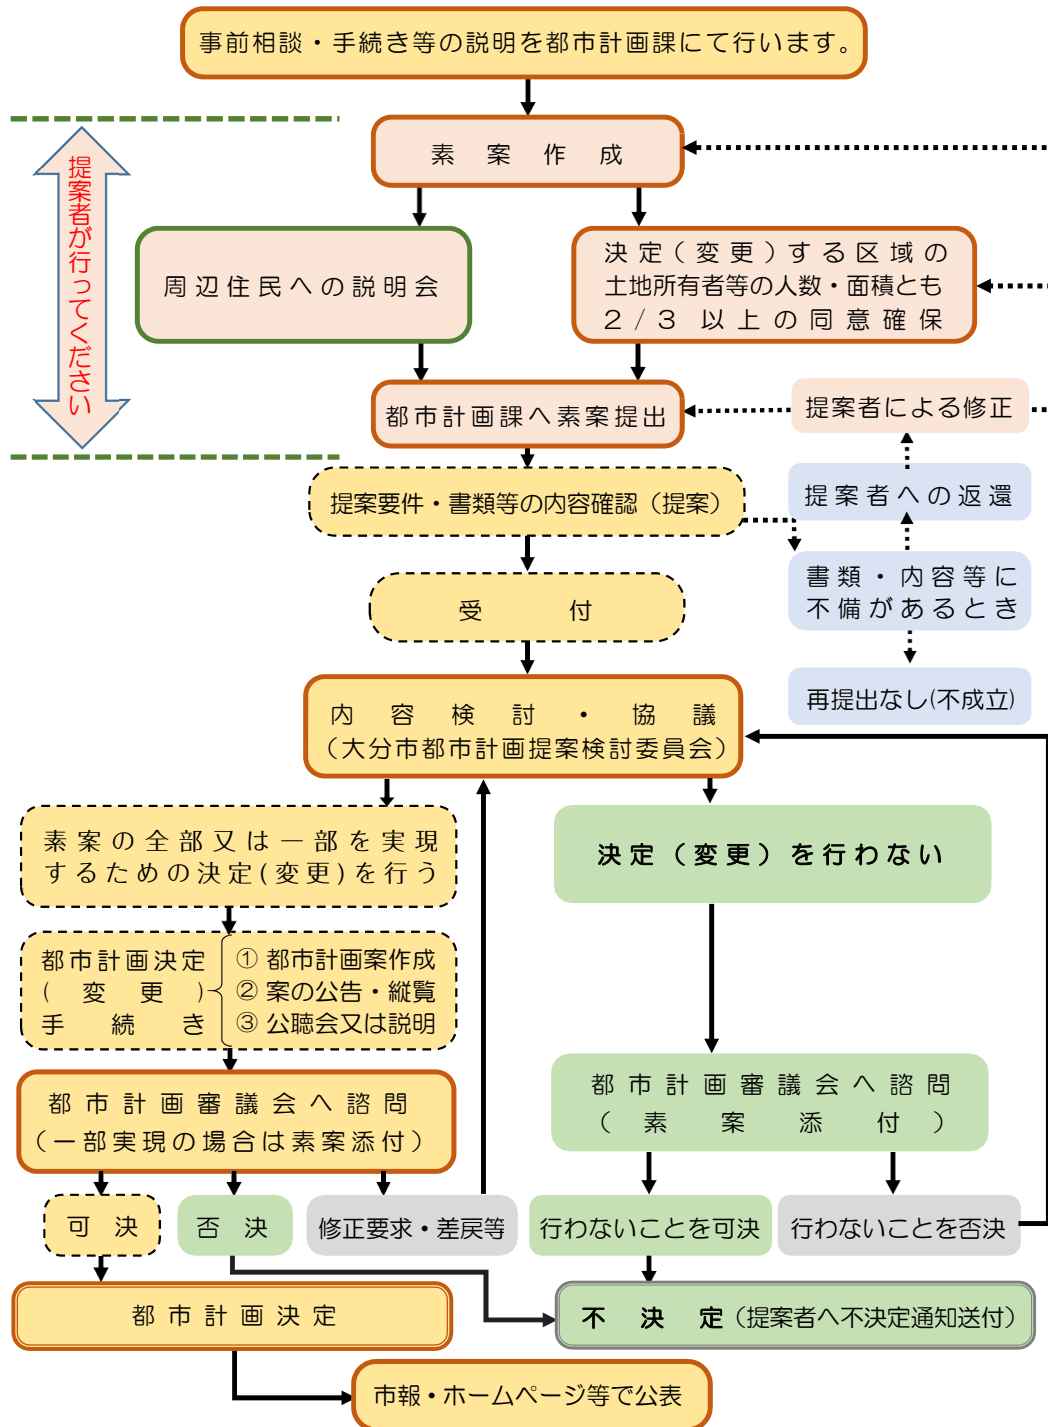 事前相談・手続き等の説明を都市計画課にて行います。
素案作成
提案者が行ってください
周辺住民への説明会
決定（変更）する区域の
土地所有者等の人数・面積とも
2/3 以上の同意確保
都市計画課へ素案提出
提案者による修正
提案要件・書類等の内容確認（提案）
提案者への返還
書類・内容等に
不備があるとき
受付
再提出なし(不成立)
内容検討・協議
（大分市都市計画提案検討委員会）
素案の全部又は一部を実現
するための決定(変更)を行う
決定（変更）を行わない
都市計画決定
(変更)
手続き
① 都市計画案作成
② 案の公告・縦覧
③ 公聴会又は説明
都市計画審議会へ諮問
（一部実現の場合は素案添付）
都市計画審議会へ諮問
（素案添付）
可決
否決
修正要求・差戻等
行わないことを可決
行わないことを否決
都市計画決定
不決定（提案者へ不決定通知送付）
市報・ホームページ等で公表